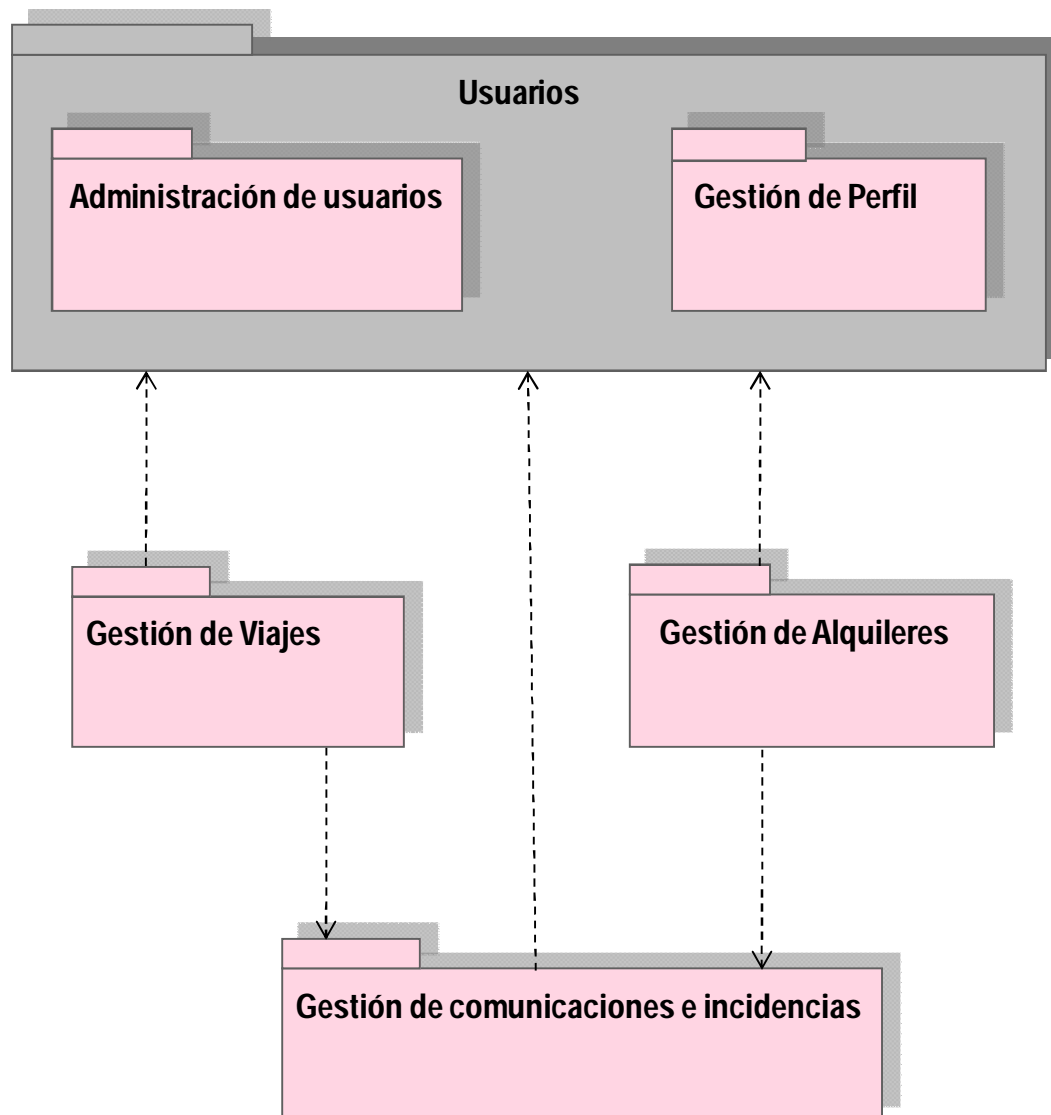 Usuarios
Administración de usuarios
Gestión de Perfil
Gestión de Viajes
Gestión de Alquileres
Gestión de comunicaciones e incidencias